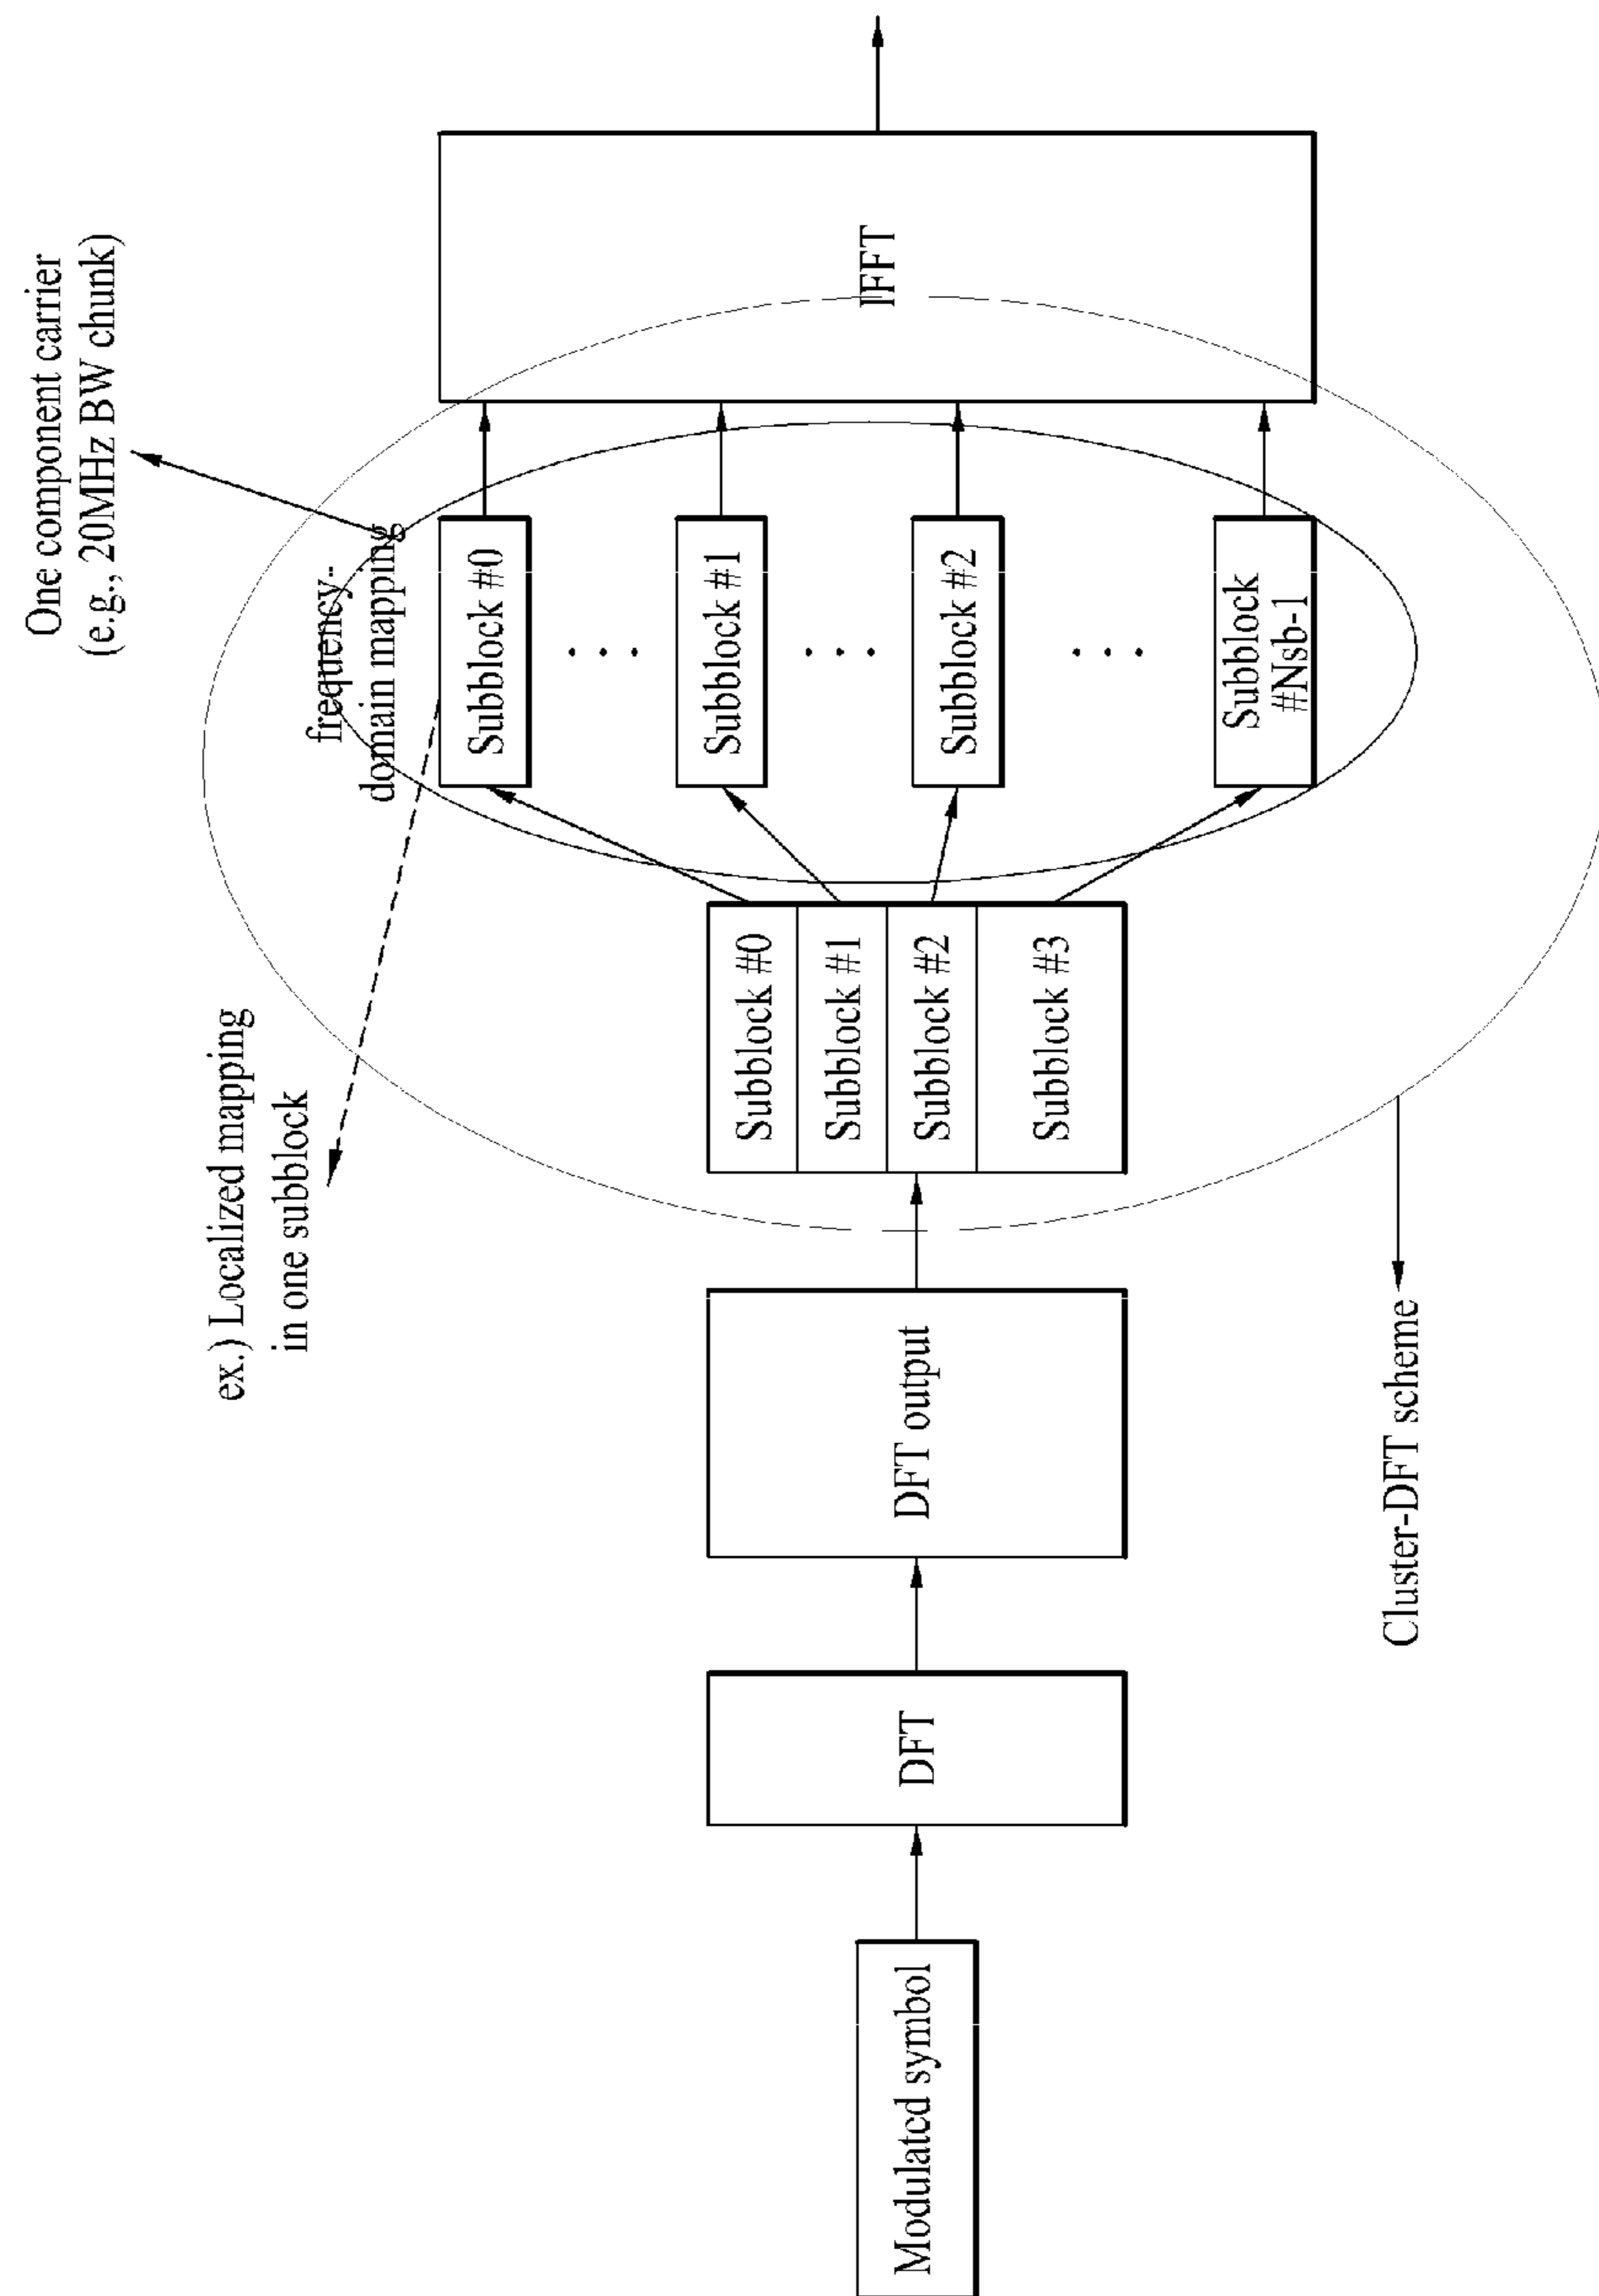 Modulated symbol
DFT
DFT output
Subblock #0
Subblock #1
Subblock #2
Subblock #3
ex.) Localized mapping
in one subblock
frequency-
domain mapping
Subblock #0
Subblock #1
Subblock #2
Subblock
#Nsb-1
One component carrier
(e.g., 20MHz BW chunk)
IFFT
Cluster-DFT scheme